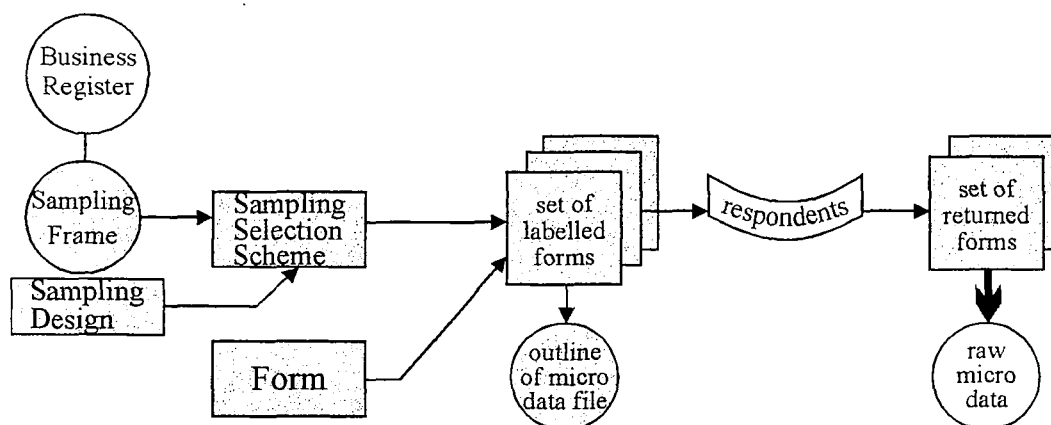 Business
Register
Sampling
Frame
Sampling
Design
Sampling
Selection
Scheme
Form
set of
labelled
forms
outline
of micro
data file
respondents
set of
returned
forms
raw
micro
data